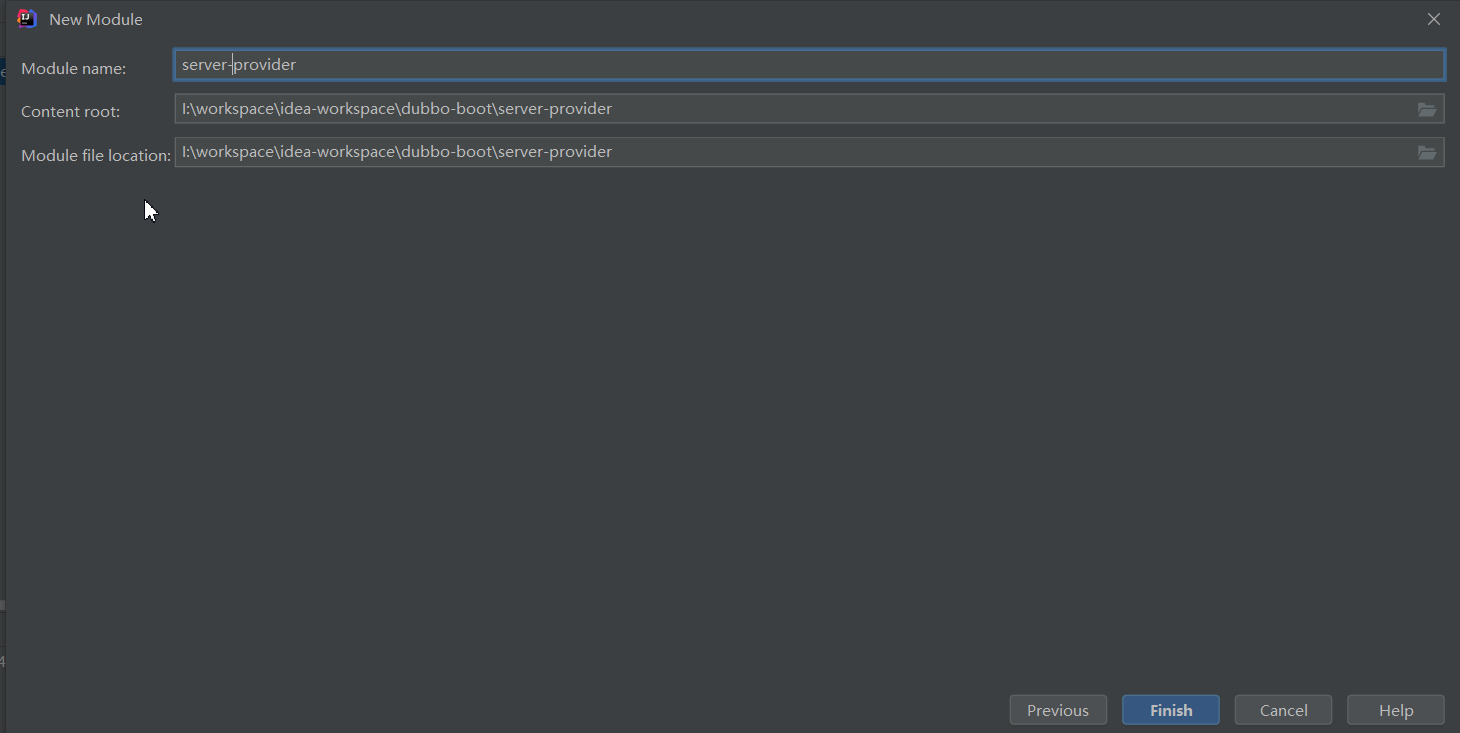 New Module
Module name: server-provider
Content root: I:\workspace\idea-workspace\dubbo-boot\server-provider
Module file location: I:\workspace\idea-workspace\dubbo-boot\server-provider
Previous Finish Cancel Help